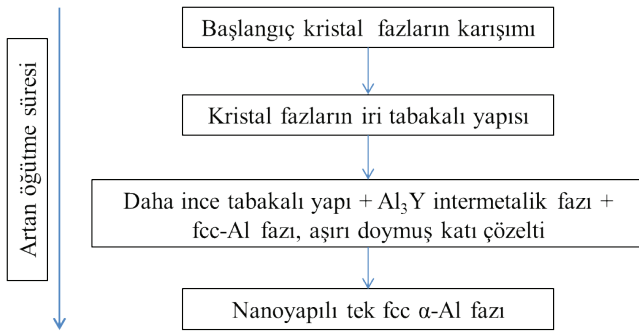 Başlangıç kristal fazların karışımı
Artan öğütme süresi
Kristal fazların iri tabakalı yapısı
Daha ince tabakalı yapı + Al₃Y intermetalik fazı +
fcc-Al fazı, aşırı doymuş katı çözelti
Nanoyapılı tek fcc α-Al fazı